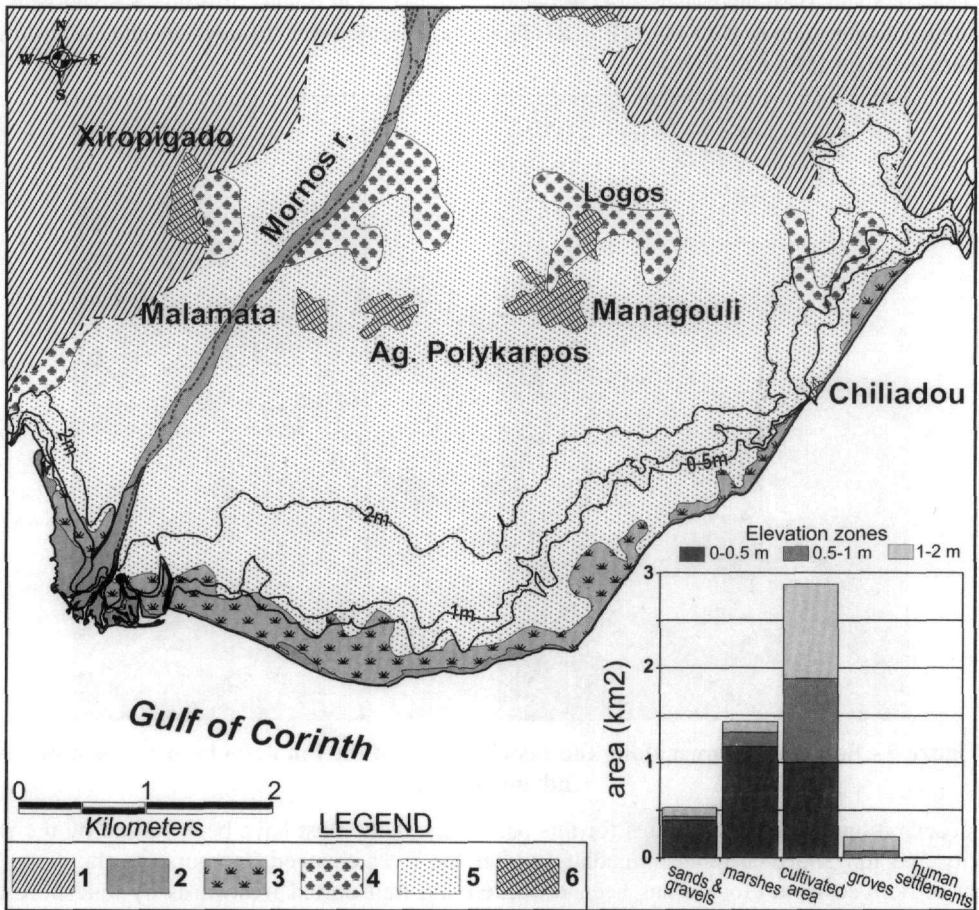 N
W E
S
Xiropigado
Mornos r.
Logos
Malamata
Ag. Polykarpos
Managouli
Chiliadou
2m
0.5m
2m
1m
Gulf of Corinth
0 1 2
Kilometers
LEGEND
1 2 3 4 5 6
Elevation zones
0-0.5 m 0.5-1 m 1-2 m
area (km2)
3
2
1
0
sands & gravels
marshes
cultivated area
groves
human settlements